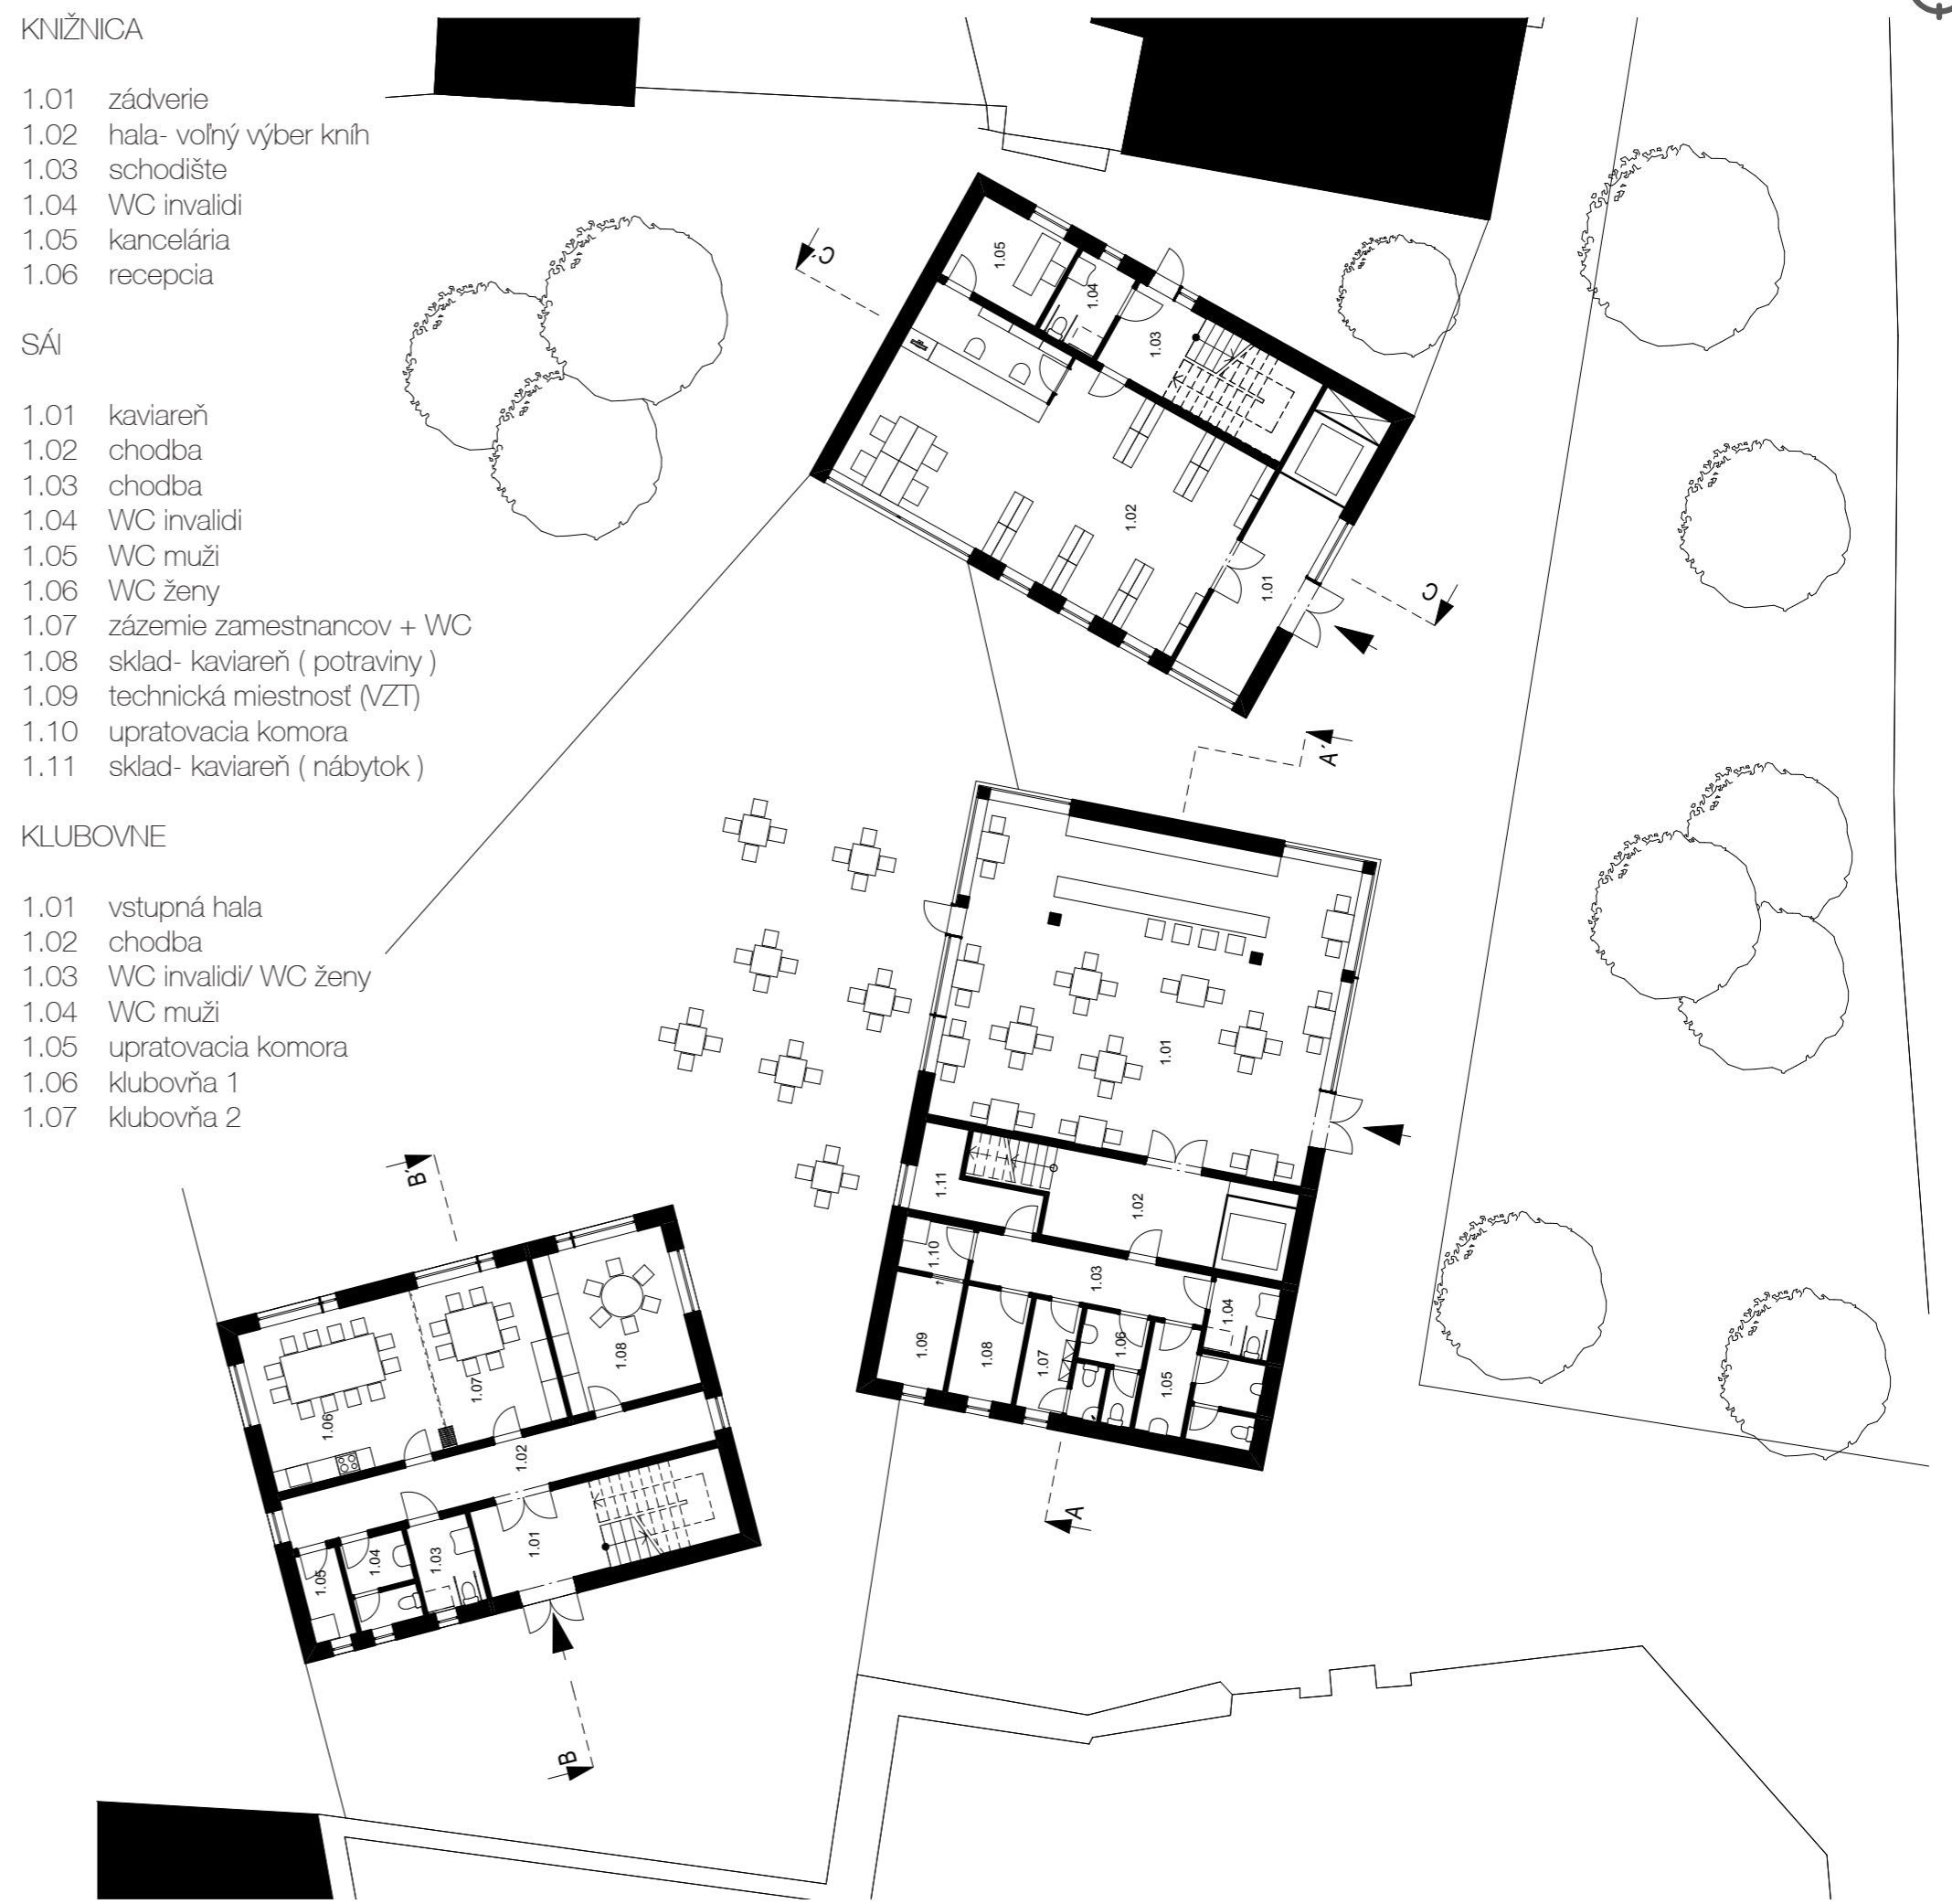 KNIŽNICA
1.01 zádverie
1.02 hala- voľný výber kníh
1.03 schodište
1.04 WC invalidi
1.05 kancelária
1.06 recepcia
SÁl
1.01 kaviareň
1.02 chodba
1.03 chodba
1.04 WC invalidi
1.05 WC muži
1.06 WC ženy
1.07 zázemie zamestnancov + WC
1.08 sklad- kaviareň ( potraviny )
1.09 technická miestnosť (VZT)
1.10 upratovacia komora
1.11 sklad- kaviareň ( nábytok )
KLUBOVNE
1.01 vstupná hala
1.02 chodba
1.03 WC invalidi/ WC ženy
1.04 WC muži
1.05 upratovacia komora
1.06 klubovňa 1
1.07 klubovňa 2
C'
1.05
1.04
1.03
1.02
1.01
C
A'
1.01
1.11
1.02
1.10
1.03
1.04
1.09
1.08
1.07
1.06
1.05
A
B'
1.08
1.07
1.06
1.02
1.01
1.03
1.04
1.05
B